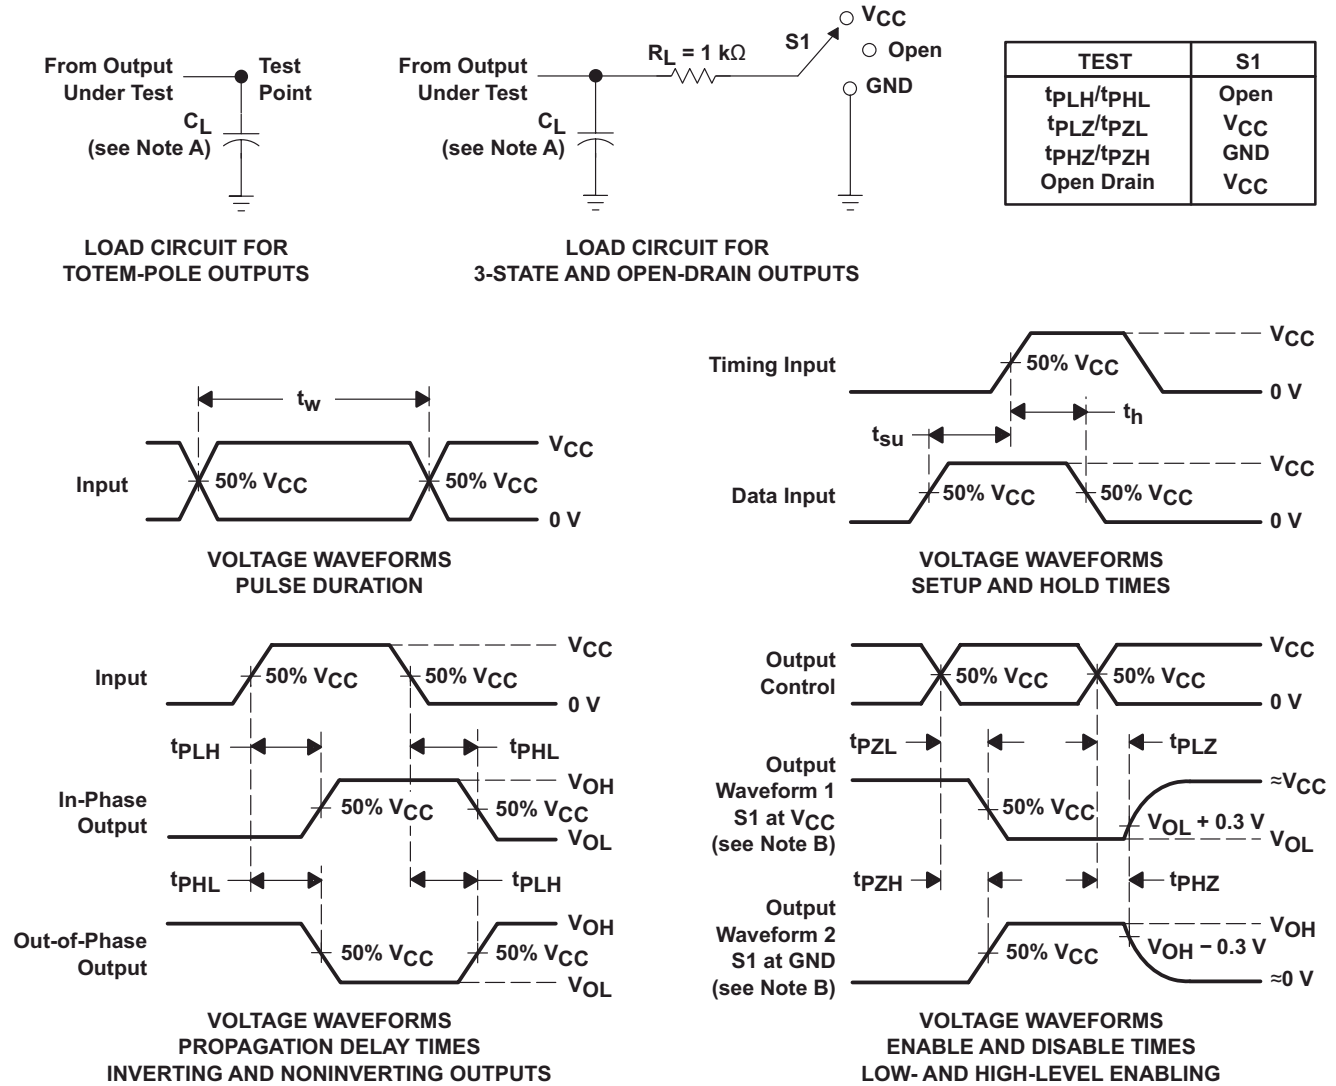 From Output
Under Test
Test
Point
CL
(see Note A)
LOAD CIRCUIT FOR
TOTEM-POLE OUTPUTS
From Output
Under Test
RL = 1 kΩ
S1
VCC
Open
GND
CL
(see Note A)
LOAD CIRCUIT FOR
3-STATE AND OPEN-DRAIN OUTPUTS
TEST S1
tPLH/tPHL Open
tPLZ/tPZL VCC
tPHZ/tPZH GND
Open Drain VCC
tw
Input
50% VCC
50% VCC
VCC
0 V
VOLTAGE WAVEFORMS
PULSE DURATION
Timing Input
50% VCC
VCC
0 V
tsu
th
Data Input
50% VCC
50% VCC
VCC
0 V
VOLTAGE WAVEFORMS
SETUP AND HOLD TIMES
Input
50% VCC
50% VCC
VCC
0 V
tPLH
tPHL
In-Phase
Output
50% VCC
50% VCC
VOH
VOL
tPHL
tPLH
Out-of-Phase
Output
50% VCC
50% VCC
VOH
VOL
VOLTAGE WAVEFORMS
PROPAGATION DELAY TIMES
INVERTING AND NONINVERTING OUTPUTS
Output
Control
50% VCC
50% VCC
VCC
0 V
tPZL
tPLZ
Output
Waveform 1
S1 at VCC
(see Note B)
50% VCC
≈VCC
VOL + 0.3 V
VOL
tPZH
tPHZ
Output
Waveform 2
S1 at GND
(see Note B)
50% VCC
VOH
VOH − 0.3 V
≈0 V
VOLTAGE WAVEFORMS
ENABLE AND DISABLE TIMES
LOW- AND HIGH-LEVEL ENABLING